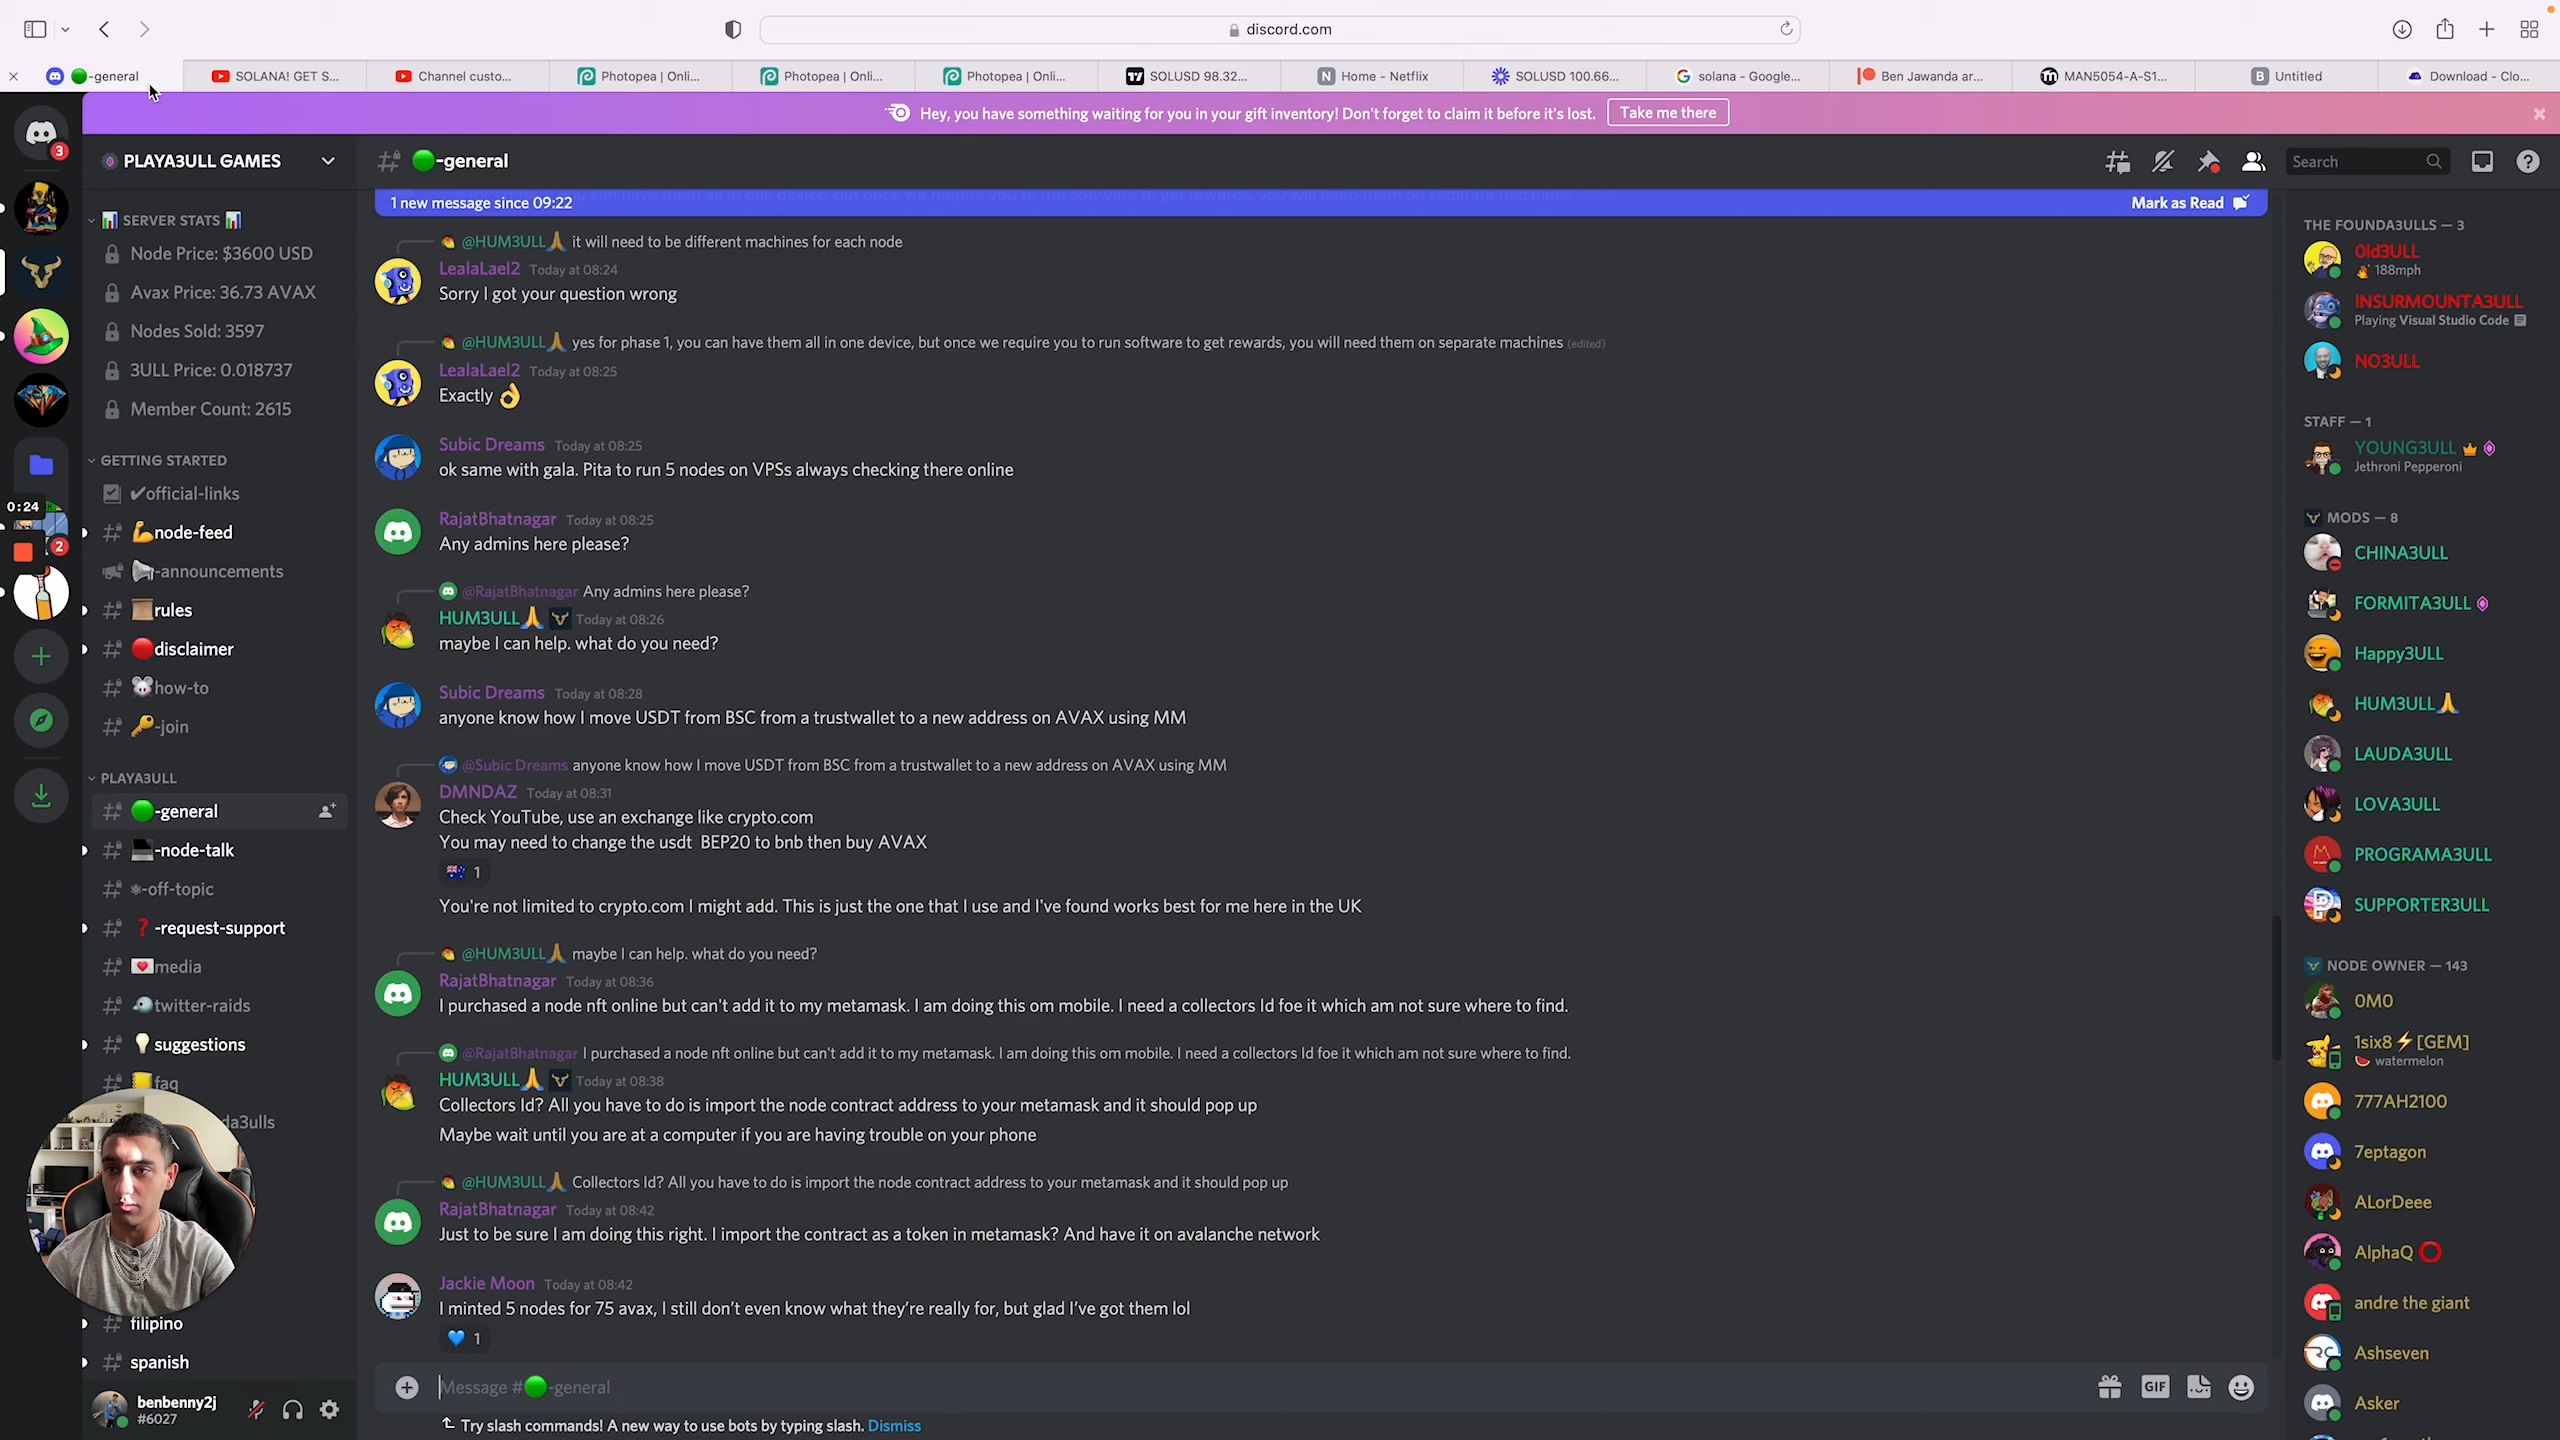 discord.com
-general
SOLANA! GET S...
Channel custo...
Photopea | Onli...
Photopea | Onli...
Photopea | Onli...
SOLUSD 98.32...
Home - Netflix
SOLUSD 100.66...
solana - Google...
Ben Jawanda ar...
MAN5054-A-S1...
Untitled
Download - Clo...
Hey, you have something waiting for you in your gift inventory! Don't forget to claim it before it's lost.
Take me there
3
PLAYA3ULL GAMES
-general
Search
SERVER STATS
Node Price: $3600 USD
Avax Price: 36.73 AVAX
Nodes Sold: 3597
3ULL Price: 0.018737
Member Count: 2615
GETTING STARTED
✔official-links
node-feed
-announcements
rules
disclaimer
how-to
-join
PLAYA3ULL
-general
-node-talk
-off-topic
-request-support
media
twitter-raids
suggestions
faq
da3ulls
filipino
spanish
0:24
2
benbenny2j
#6027
1 new message since 09:22
Mark as Read
@HUM3ULL🙏 it will need to be different machines for each node
LealaLael2 Today at 08:24
Sorry I got your question wrong
@HUM3ULL🙏 yes for phase 1, you can have them all in one device, but once we require you to run software to get rewards, you will need them on separate machines (edited)
LealaLael2 Today at 08:25
Exactly 👌
Subic Dreams Today at 08:25
ok same with gala. Pita to run 5 nodes on VPSs always checking there online
RajatBhatnagar Today at 08:25
Any admins here please?
@RajatBhatnagar Any admins here please?
HUM3ULL🙏 Today at 08:26
maybe I can help. what do you need?
Subic Dreams Today at 08:28
anyone know how I move USDT from BSC from a trustwallet to a new address on AVAX using MM
@Subic Dreams anyone know how I move USDT from BSC from a trustwallet to a new address on AVAX using MM
DMNDAZ Today at 08:31
Check YouTube, use an exchange like crypto.com
You may need to change the usdt BEP20 to bnb then buy AVAX
1
You're not limited to crypto.com I might add. This is just the one that I use and I've found works best for me here in the UK
@HUM3ULL🙏 maybe I can help. what do you need?
RajatBhatnagar Today at 08:36
I purchased a node nft online but can't add it to my metamask. I am doing this om mobile. I need a collectors Id foe it which am not sure where to find.
@RajatBhatnagar I purchased a node nft online but can't add it to my metamask. I am doing this om mobile. I need a collectors Id foe it which am not sure where to find.
HUM3ULL🙏 Today at 08:38
Collectors Id? All you have to do is import the node contract address to your metamask and it should pop up
Maybe wait until you are at a computer if you are having trouble on your phone
@HUM3ULL🙏 Collectors Id? All you have to do is import the node contract address to your metamask and it should pop up
RajatBhatnagar Today at 08:42
Just to be sure I am doing this right. I import the contract as a token in metamask? And have it on avalanche network
Jackie Moon Today at 08:42
I minted 5 nodes for 75 avax, I still don't even know what they're really for, but glad I've got them lol
💙 1
Message #🟢-general
GIF
Try slash commands! A new way to use bots by typing slash. Dismiss
THE FOUNDA3ULLS — 3
0ld3ULL
188mph
INSURMOUNTA3ULL
Playing Visual Studio Code
NO3ULL
STAFF — 1
YOUNG3ULL
Jethroni Pepperoni
MODS — 8
CHINA3ULL
FORMITA3ULL
Happy3ULL
HUM3ULL🙏
LAUDA3ULL
LOVA3ULL
PROGRAMA3ULL
SUPPORTER3ULL
NODE OWNER — 143
0M0
1six8⚡[GEM]
🍉 watermelon
777AH2100
7eptagon
ALorDeee
AlphaQ ⭕
andre the giant
Ashseven
Asker